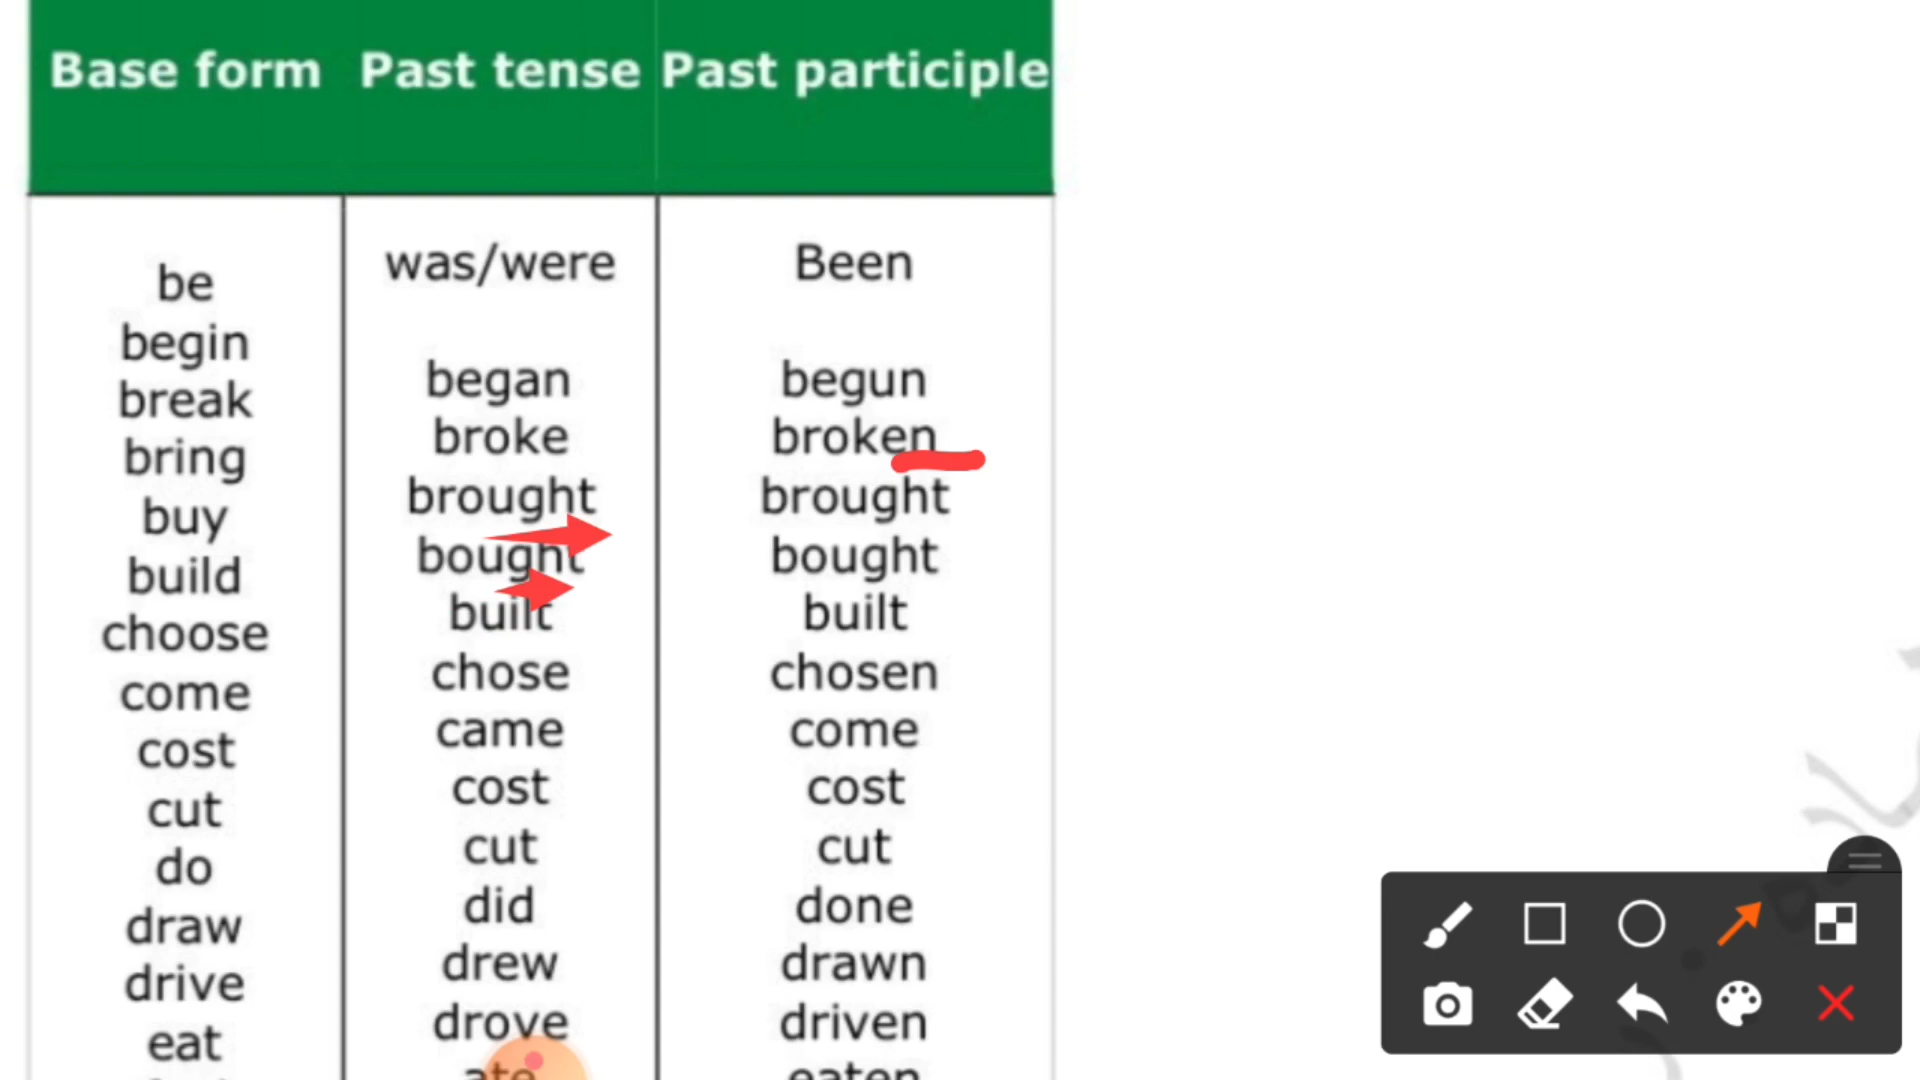 Base form Past tense Past participle
be was/were Been
begin began begun
break broke broken
bring brought brought
buy bought bought
build built built
choose chose chosen
come came come
cost cost cost
cut cut cut
do did done
draw drew drawn
drive drove driven
eat ate eaten